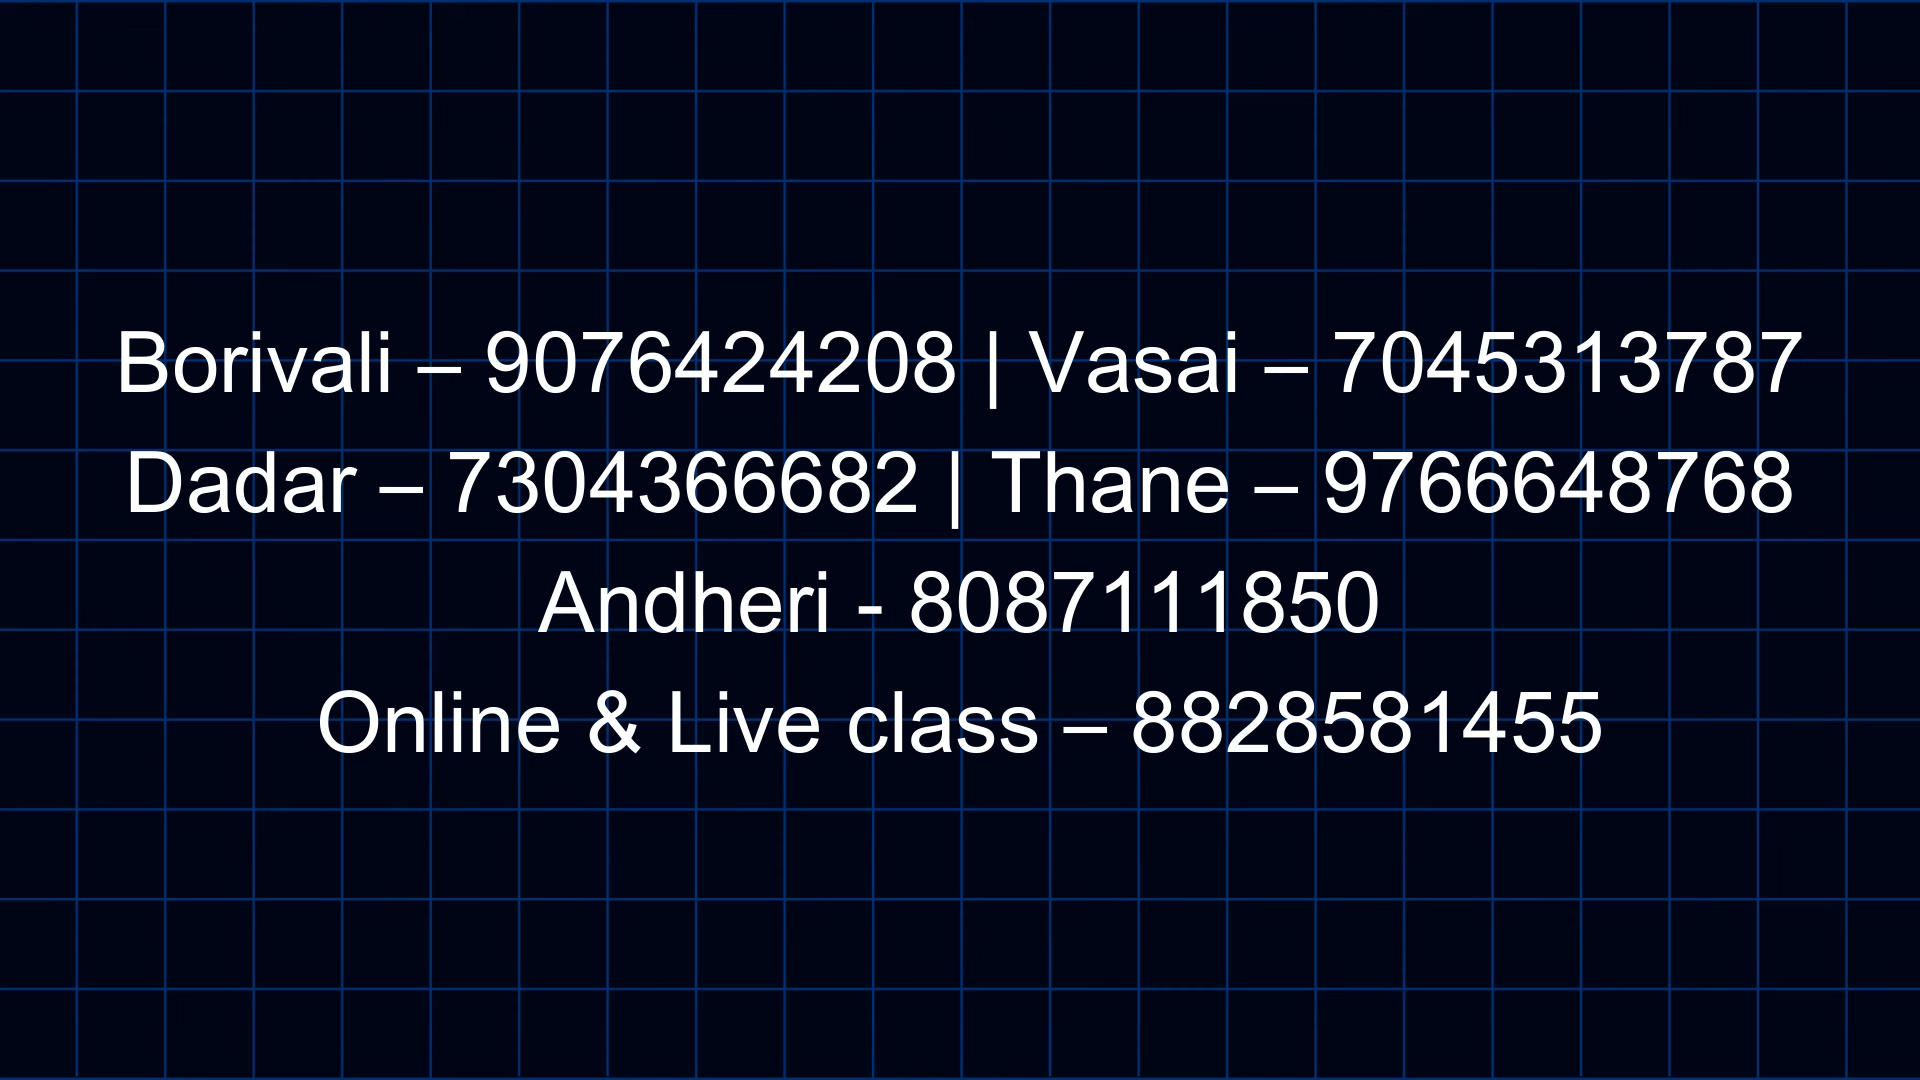 Borivali – 9076424208 | Vasai – 7045313787
Dadar – 7304366682 | Thane – 9766648768
Andheri - 8087111850
Online & Live class – 8828581455